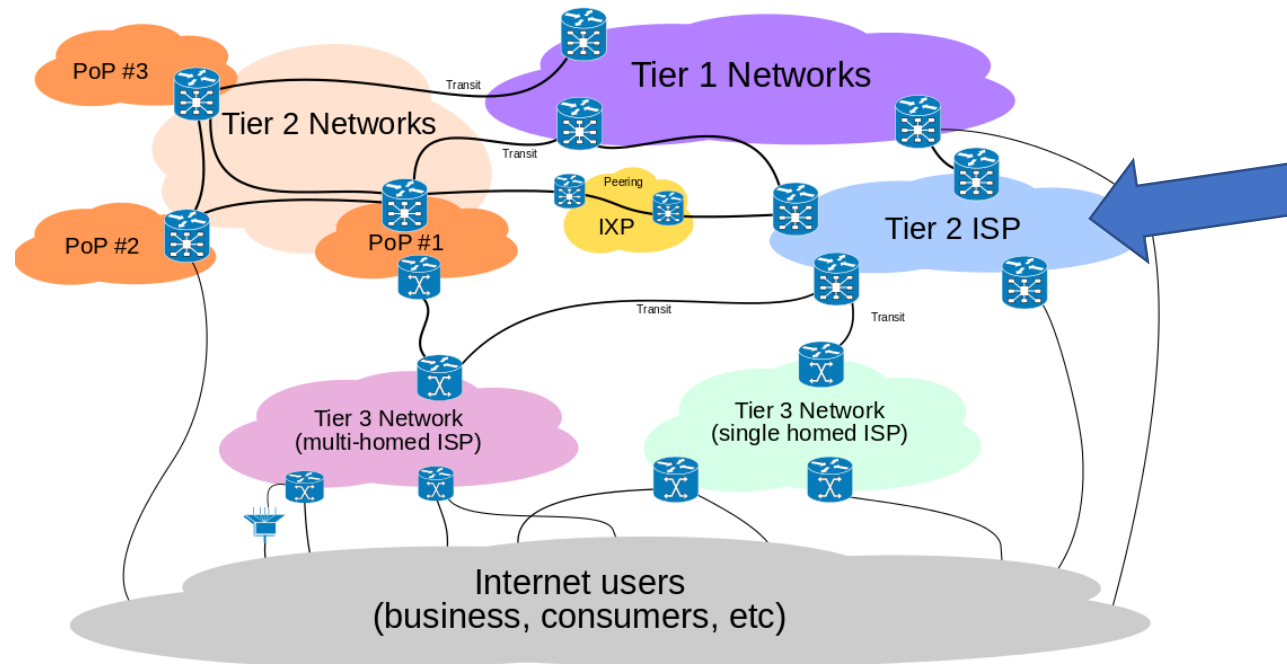 PoP #3
Tier 2 Networks
Transit
Tier 1 Networks
Transit
Peering
IXP
PoP #2
PoP #1
Tier 2 ISP
Transit
Transit
Tier 3 Network
(multi-homed ISP)
Tier 3 Network
(single homed ISP)
Internet users
(business, consumers, etc)